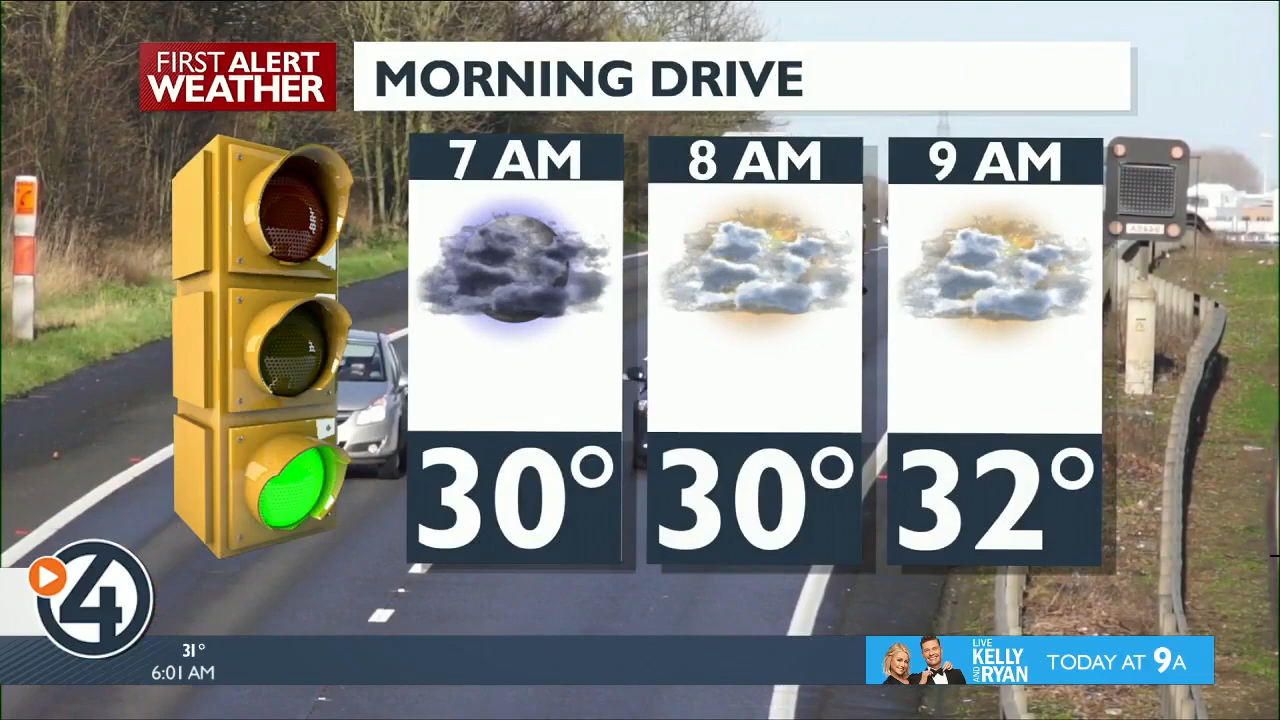 FIRST ALERT
WEATHER
MORNING DRIVE
7 AM
8 AM
9 AM
30°
30°
32°
4
31°
6:01 AM
LIVE
KELLY
AND RYAN
TODAY AT 9A